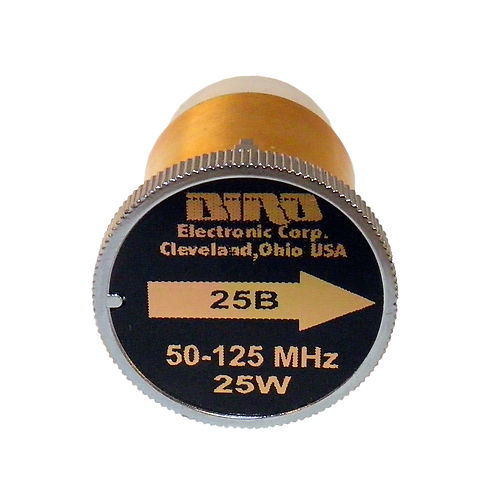 BIRD
Electronic Corp.
Cleveland,Ohio USA
25B
50-125 MHz
25W